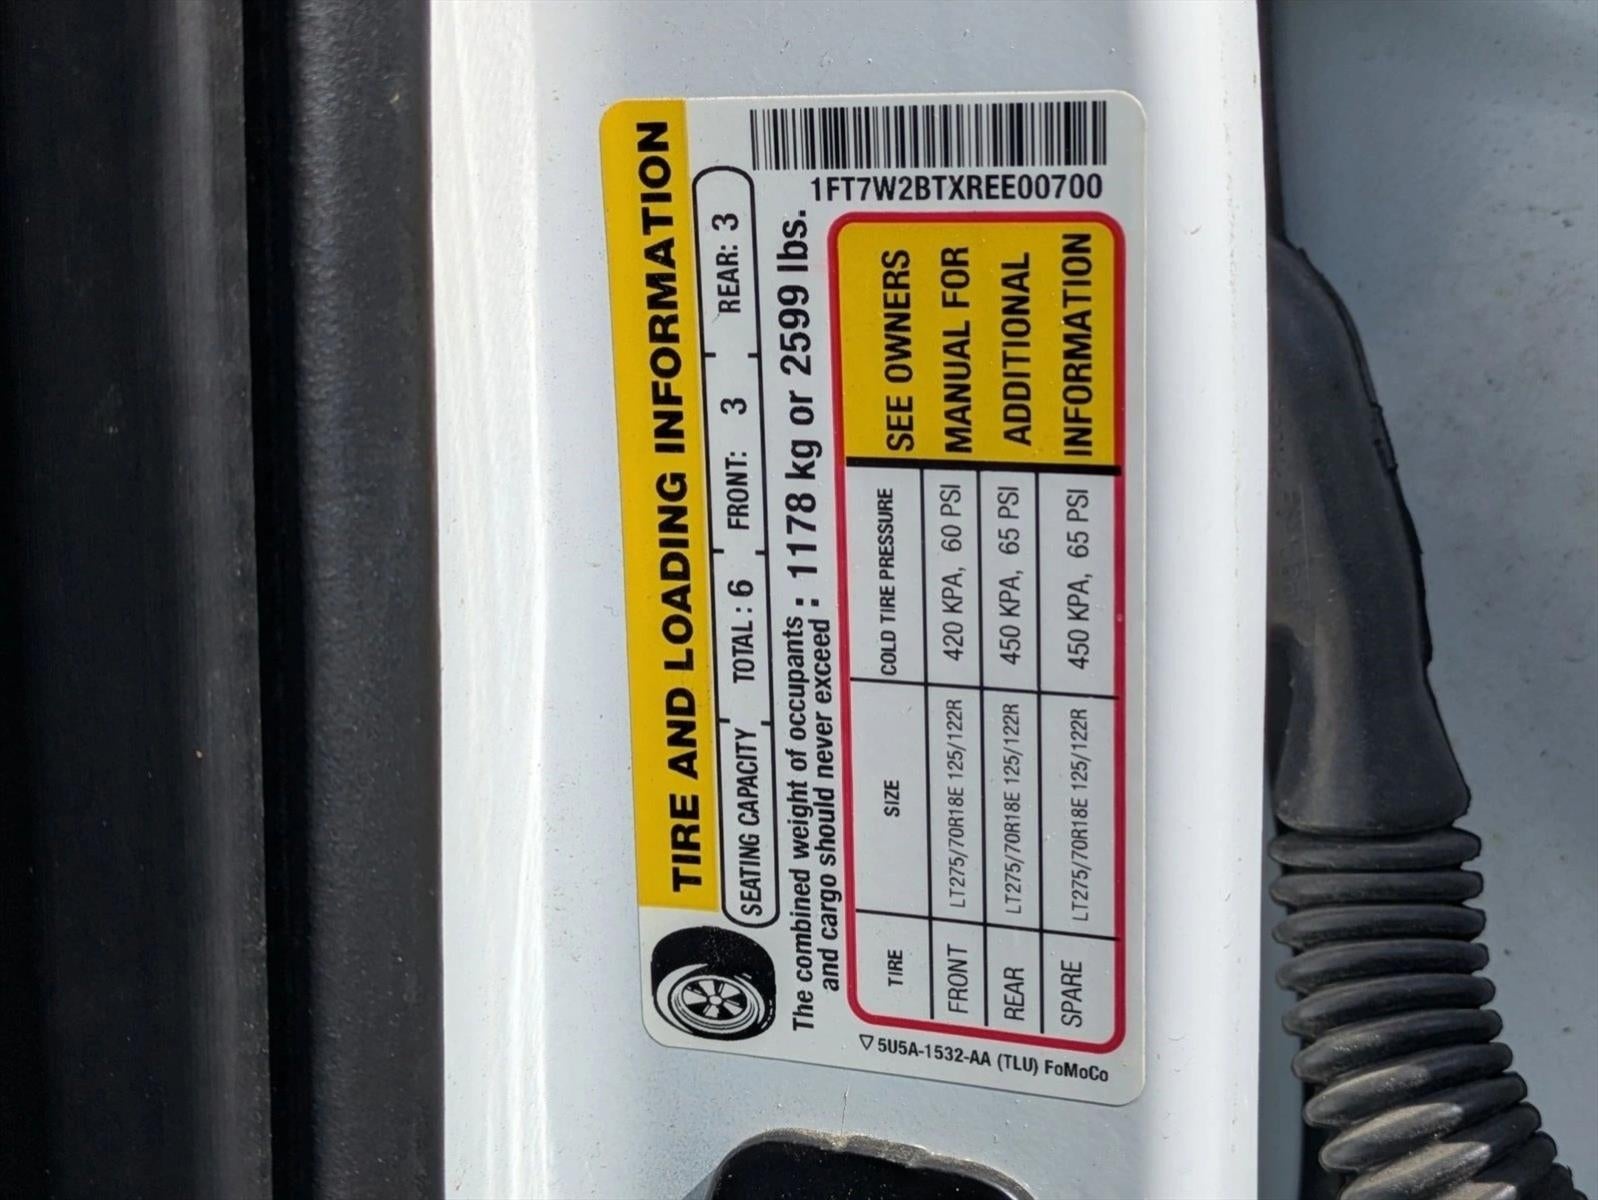 TIRE AND LOADING INFORMATION
SEATING CAPACITY TOTAL : 6 FRONT: 3 REAR: 3
The combined weight of occupants
and cargo should never exceed : 1178 kg or 2599 lbs.
1FT7W2BTXREE00700
TIRE SIZE COLD TIRE PRESSURE
FRONT LT275/70R18E 125/122R 420 KPA, 60 PSI
REAR LT275/70R18E 125/122R 450 KPA, 65 PSI
SPARE LT275/70R18E 125/122R 450 KPA, 65 PSI
SEE OWNERS
MANUAL FOR
ADDITIONAL
INFORMATION
5U5A-1532-AA (TLU) FoMoCo